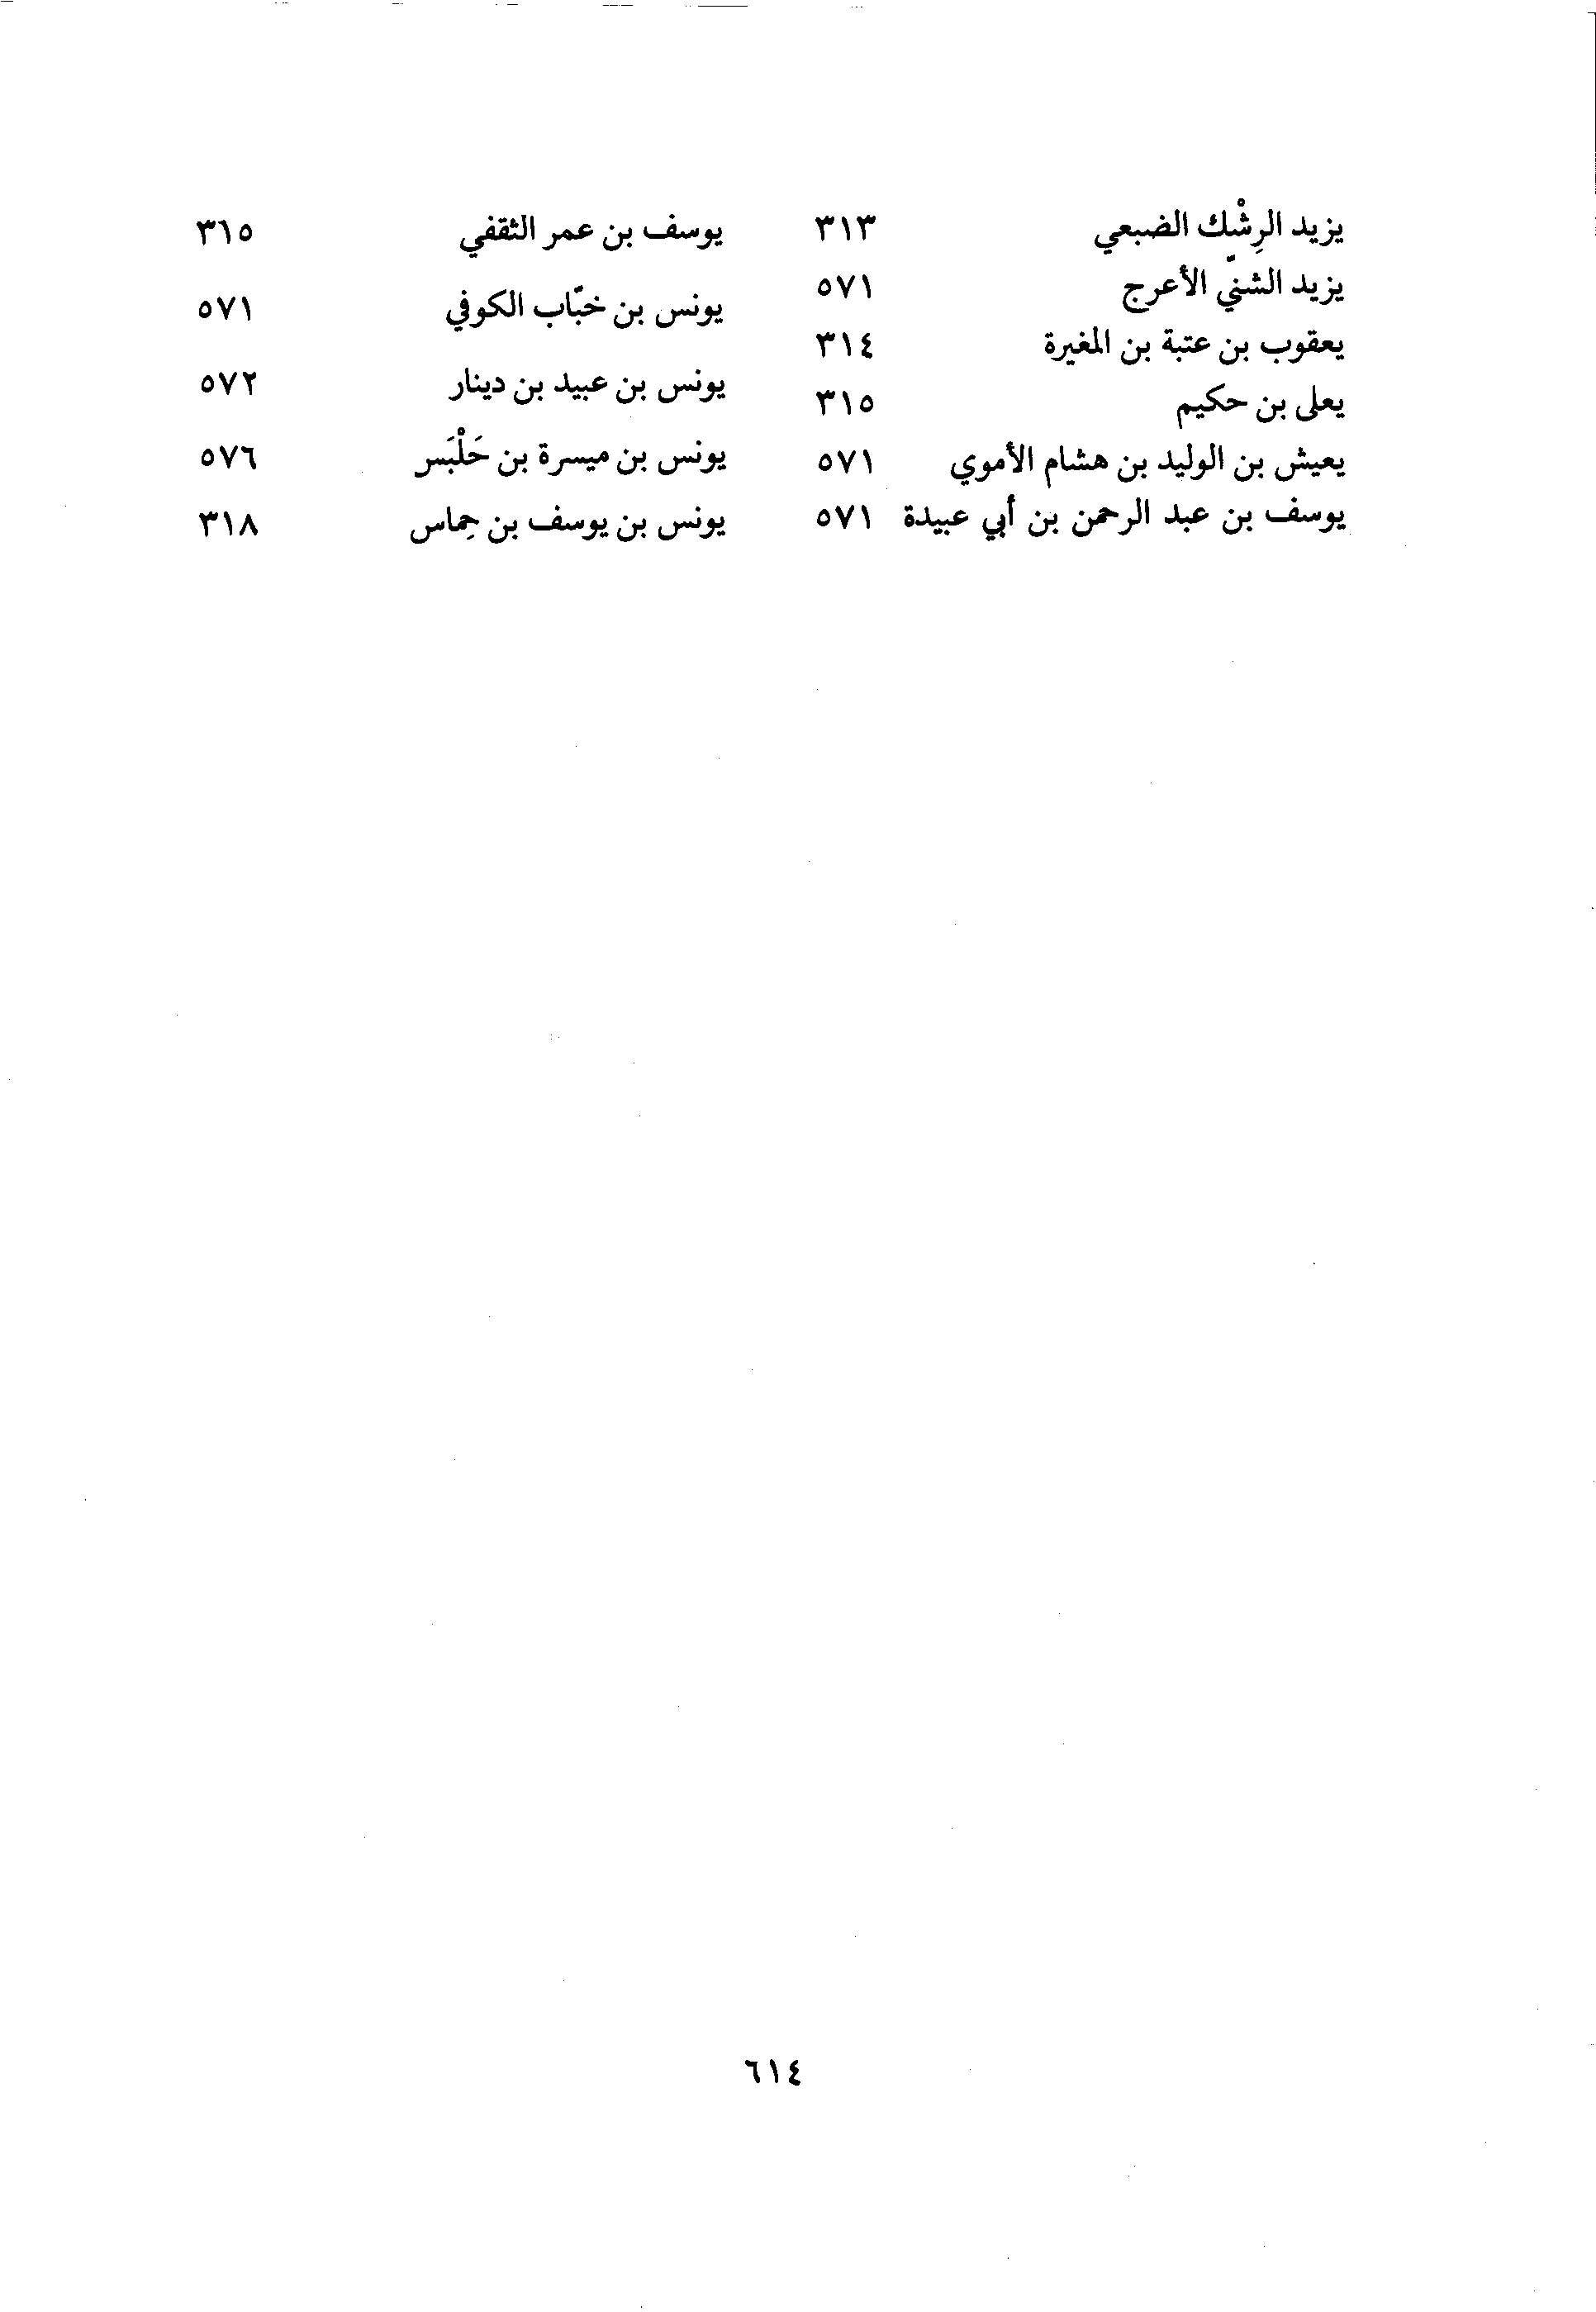 يزيد الرِشْك الضبعي ٣١٣
يزيد الشنّي الأعرج ٥٧١
يعقوب بن عتبة بن المغيرة ٣١٤
يعلى بن حكيم ٣١٥
يعيش بن الوليد بن هشام الأموي ٥٧١
يوسف بن عبد الرحمن بن أبي عبيدة ٥٧١
يوسف بن عمر الثقفي ٣١٥
يونس بن خبّاب الكوفي ٥٧١
يونس بن عبيد بن دينار ٥٧٢
يونس بن ميسرة بن حَلْبَس ٥٧٦
يونس بن يوسف بن حِماس ٣١٨
٦١٤